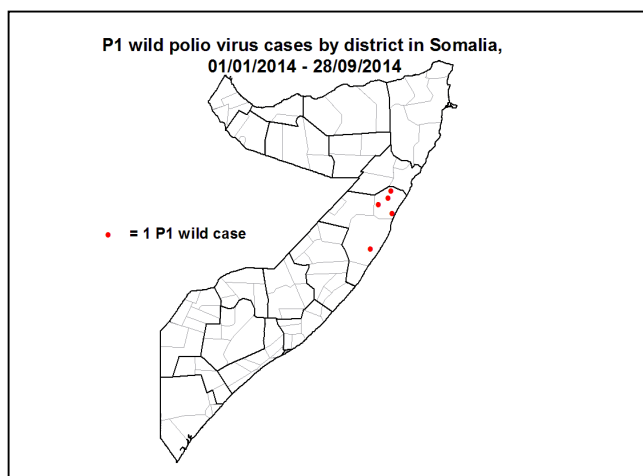 P1 wild polio virus cases by district in Somalia,
01/01/2014 - 28/09/2014
= 1 P1 wild case